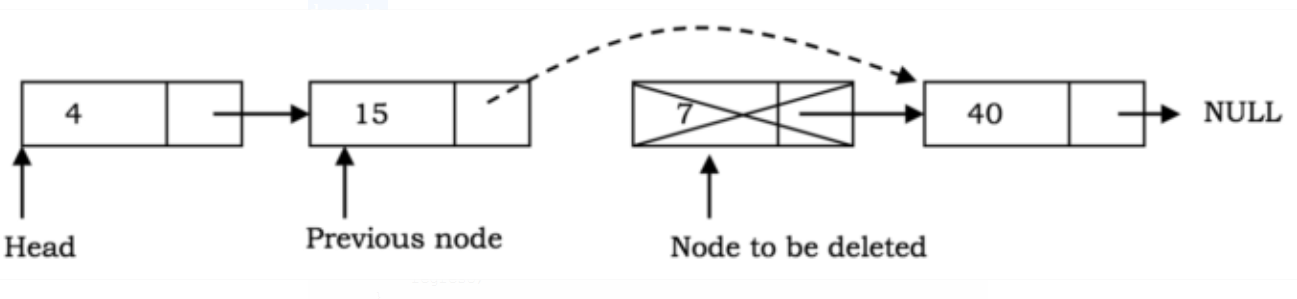 4
15
7
40
NULL
Head
Previous node
Node to be deleted